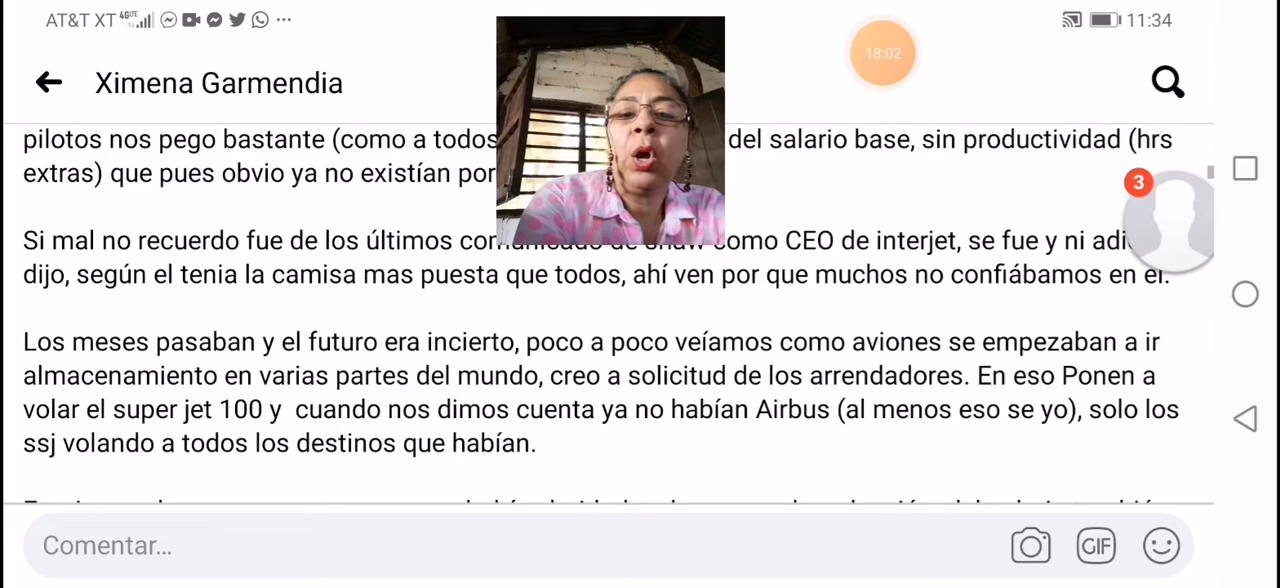 AT&T XT 4G LTE ... 11:34
18:02
Ximena Garmendia
pilotos nos pego bastante (como a todos del salario base, sin productividad (hrs
3
extras) que pues obvio ya no existían por
Si mal no recuerdo fue de los últimos como CEO de interjet, se fue y ni
dijo, según el tenia la camisa mas puesta que todos, ahí ven por que muchos no confiábamos en el.
Los meses pasaban y el futuro era incierto, poco a poco veíamos como aviones se empezaban a ir
almacenamiento en varias partes del mundo, creo a solicitud de los arrendadores. En eso Ponen a
volar el super jet 100 y cuando nos dimos cuenta ya no habían Airbus (al menos eso se yo), solo los
ssj volando a todos los destinos que habían.
Comentar...
GIF